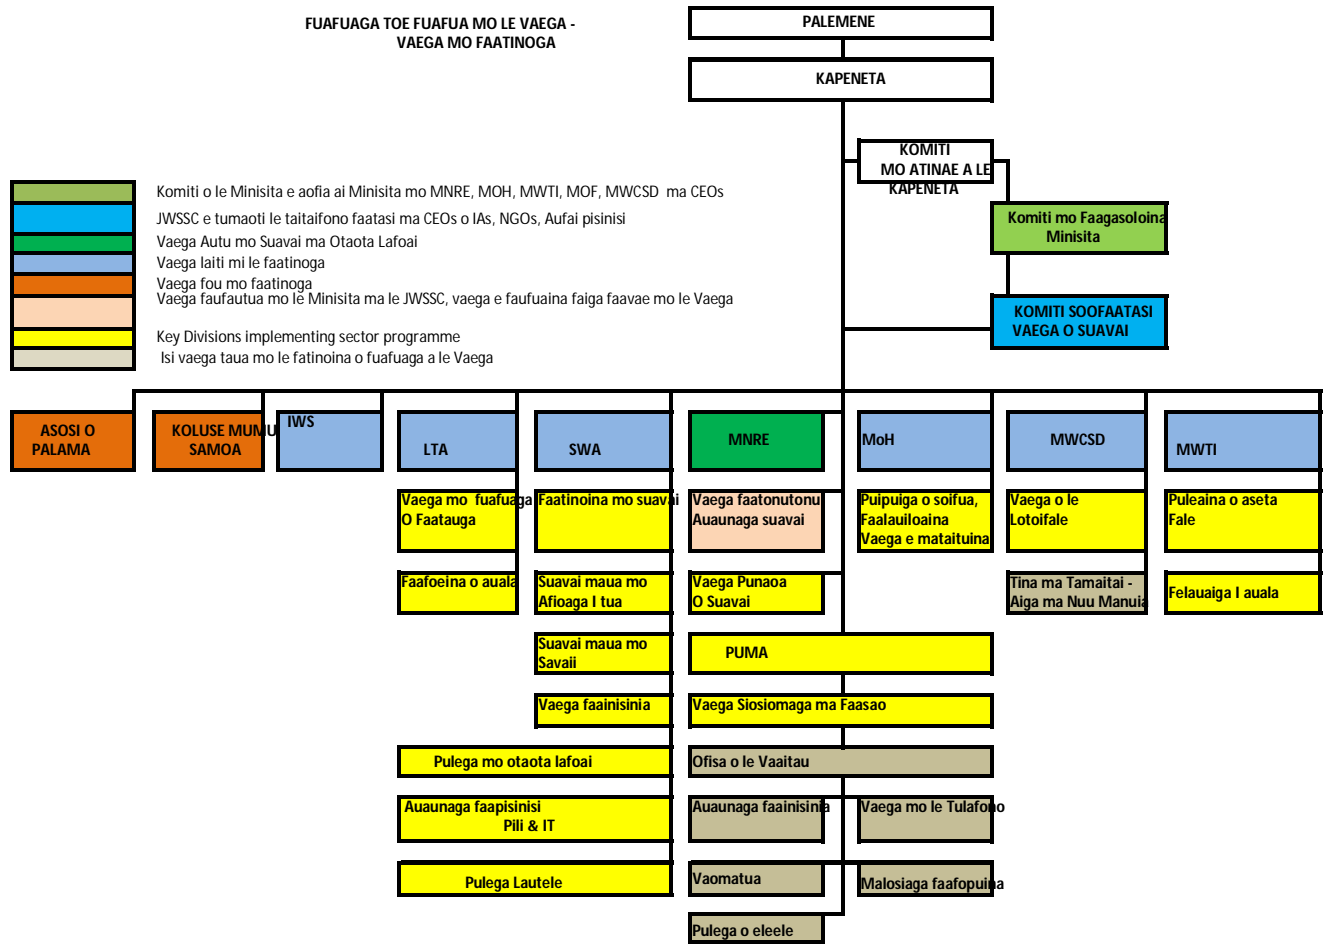 FUAFUAGA TOE FUAFUA MO LE VAEGA -
VAEGA MO FAATINOGA
PALEMENE
KAPENETA
KOMITI
MO ATINAE A LE
KAPENETA
Komiti mo Faagasoloina
Minisita
KOMITI SOOFAATASI
VAEGA O SUAVAI
Komiti o le Minisita e aofia ai Minisita mo MNRE, MOH, MWTI, MOF, MWCSD ma CEOs
JWSSC e tumaoti le taitaifono faatasi ma CEOs o IAs, NGOs, Aufai pisinisi
Vaega Autu mo Suavai ma Otaota Lafoai
Vaega laiti mi le faatinoga
Vaega fou mo faatinoga
Vaega faufautua mo le Minisita ma le JWSSC, vaega e faufuaina faiga faavae mo le Vaega
Key Divisions implementing sector programme
Isi vaega taua mo le fatinoina o fuafuaga a le Vaega
ASOSI O
PALAMA
KOLUSE MUMU
SAMOA
IWS
LTA
SWA
MNRE
MoH
MWCSD
MWTI
Vaega mo fuafuaga
O Faatauga
Faatinoina mo suavai
Vaega faatonutonu
Auaunaga suavai
Puipuiga o soifua,
Faalauiloaina
Vaega e mataituina
Vaega o le
Lotoifale
Puleaina o aseta
Fale
Faafoeina o auala
Suavai maua mo
Afioaga I tua
Vaega Punaoa
O Suavai
Tina ma Tamaitai -
Aiga ma Nuu Manuia
Felauaiga I auala
Suavai maua mo
Savaii
PUMA
Vaega faainisinia
Vaega Siosiomaga ma Faasao
Pulega mo otaota lafoai
Ofisa o le Vaaitau
Auaunaga faapisinisi
Pili & IT
Auaunaga faainisinia
Vaega mo le Tulafono
Pulega Lautele
Vaomatua
Malosiaga faafopuina
Pulega o eleele